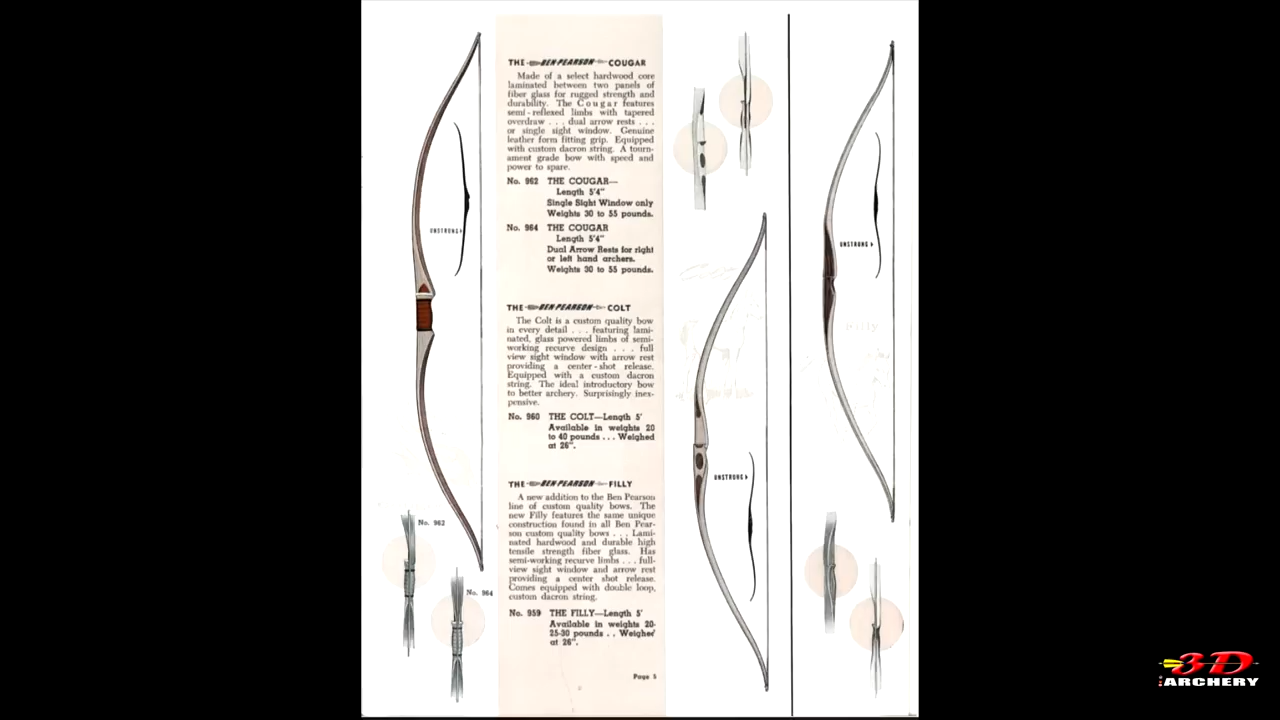 THE BEN PEARSON COUGAR
Made of a select hardwood core
laminated between two panels of
fiber glass for rugged strength and
durability. The Cougar features
semi-reflexed limbs with tapered
overdraw . . . dual arrow rests . . .
or single sight window. Genuine
leather form fitting grip. Equipped
with custom dacron string. A tourn-
ament grade bow with speed and
power to spare.
No. 962 THE COUGAR—
Length 5'4"
Single Sight Window only
Weights 30 to 55 pounds.
No. 964 THE COUGAR
Length 5'4"
Dual Arrow Rests for right
or left hand archers.
Weights 30 to 55 pounds.
THE BEN PEARSON COLT
The Colt is a custom quality bow
in every detail . . . featuring lami-
nated, glass powered limbs of semi-
working recurve design . . . full
view sight window with arrow rest
providing a center-shot release.
Equipped with a custom dacron
string. The ideal introductory bow
to better archery. Surprisingly inex-
pensive.
No. 960 THE COLT—Length 5'
Available in weights 20
to 40 pounds . . . Weighed
at 26".
THE BEN PEARSON FILLY
A new addition to the Ben Pearson
line of custom quality bows. The
new Filly features the same unique
construction found in all Ben Pear-
son custom quality bows . . . Lami-
nated hardwood and durable high
tensile strength fiber glass. Has
semi-working recurve limbs . . . full-
view sight window and arrow rest
providing a center shot release.
Comes equipped with double loop,
custom dacron string.
No. 959 THE FILLY—Length 5'
Available in weights 20-
25-30 pounds . . Weighed
at 26".
Page 5
UNSTRUNG
No. 962
No. 964
UNSTRUNG
UNSTRUNG
3D
ARCHERY